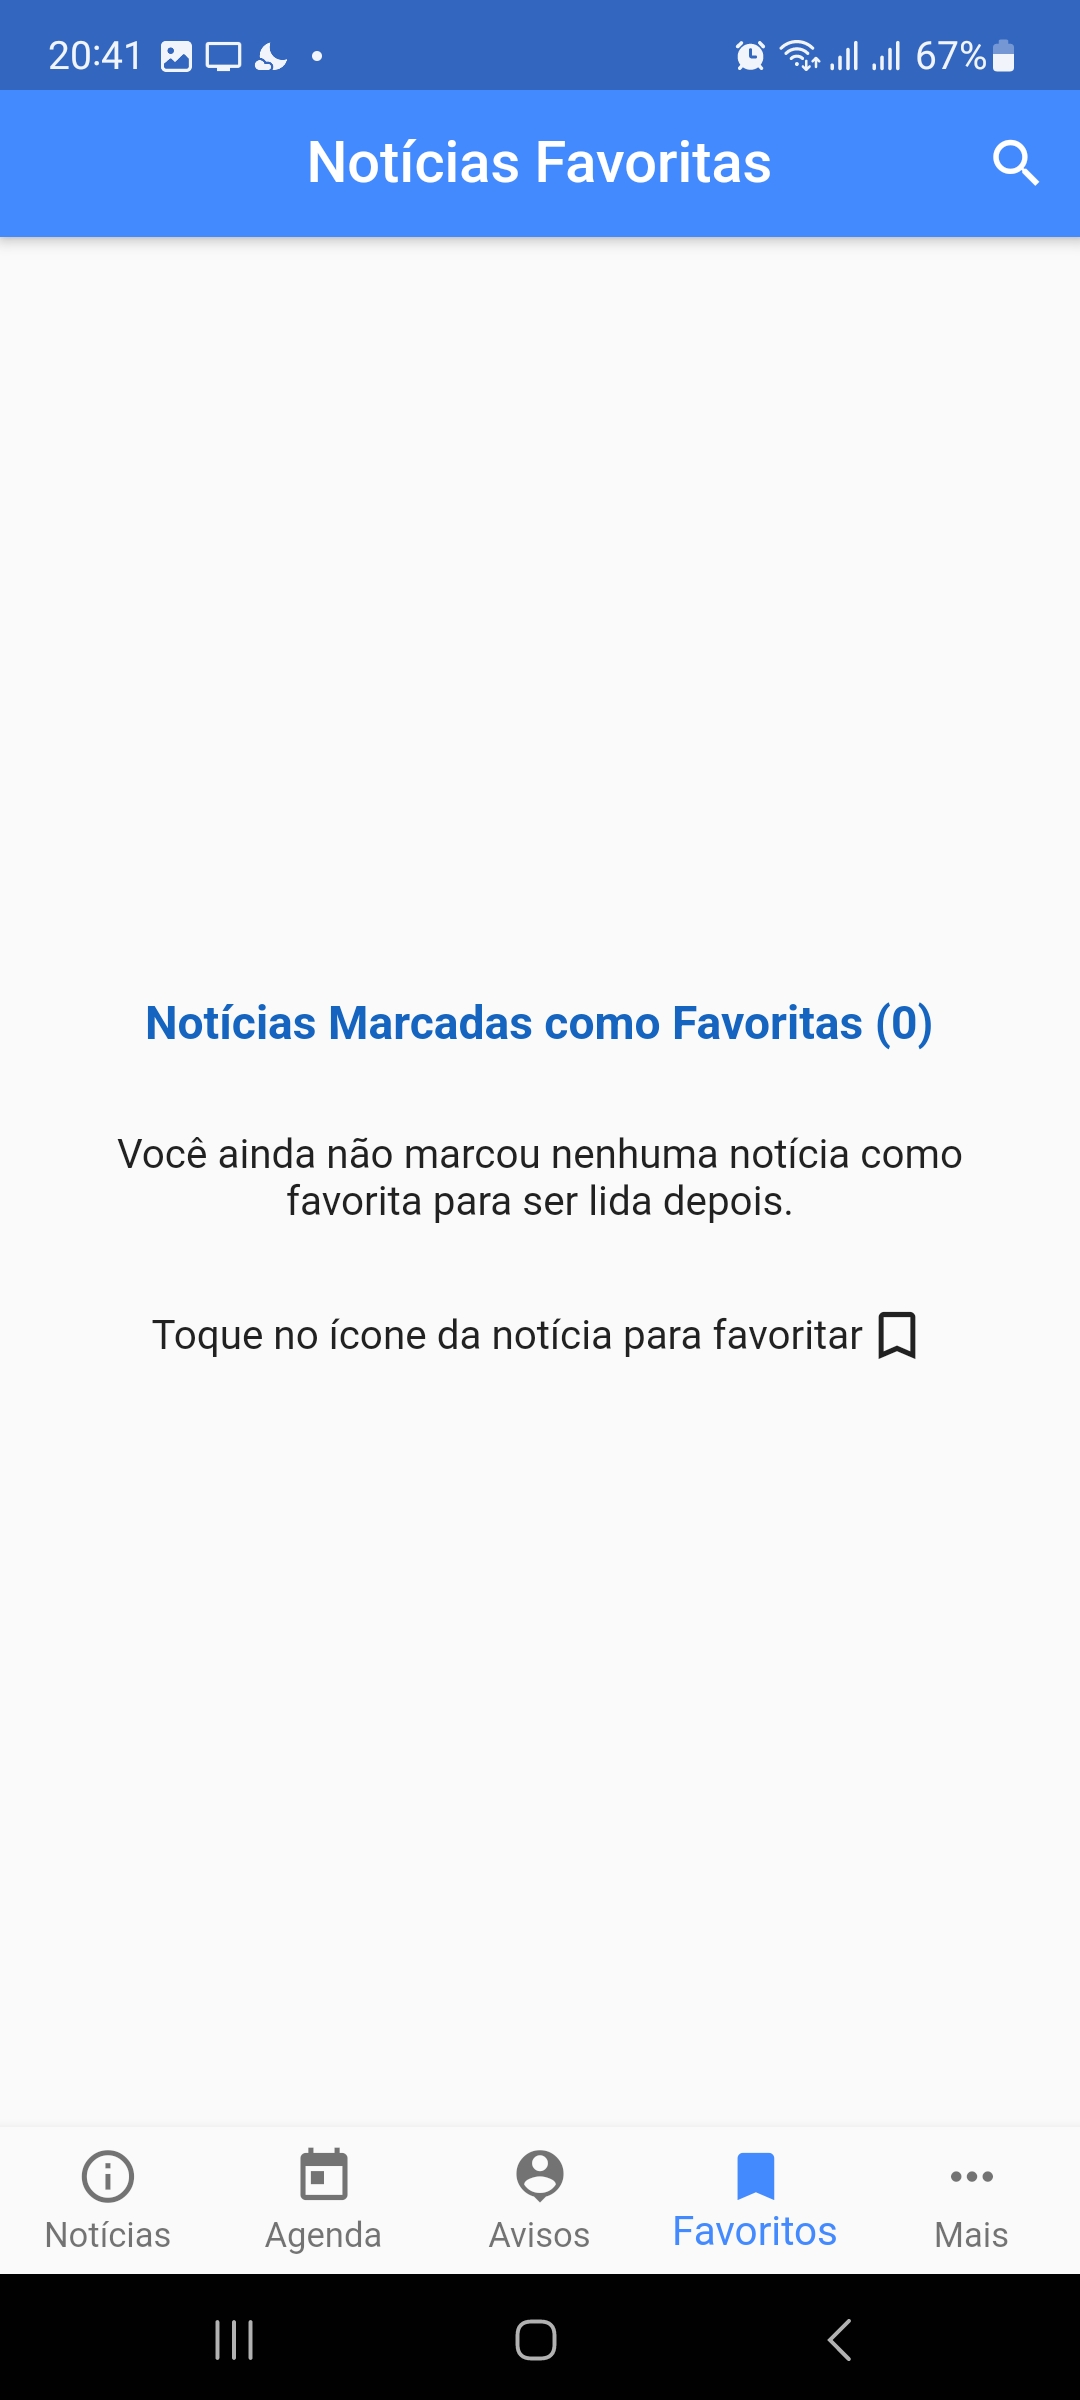 20:41
67%
Notícias Favoritas
Notícias Marcadas como Favoritas (0)
Você ainda não marcou nenhuma notícia como
favorita para ser lida depois.
Toque no ícone da notícia para favoritar
Notícias
Agenda
Avisos
Favoritos
Mais